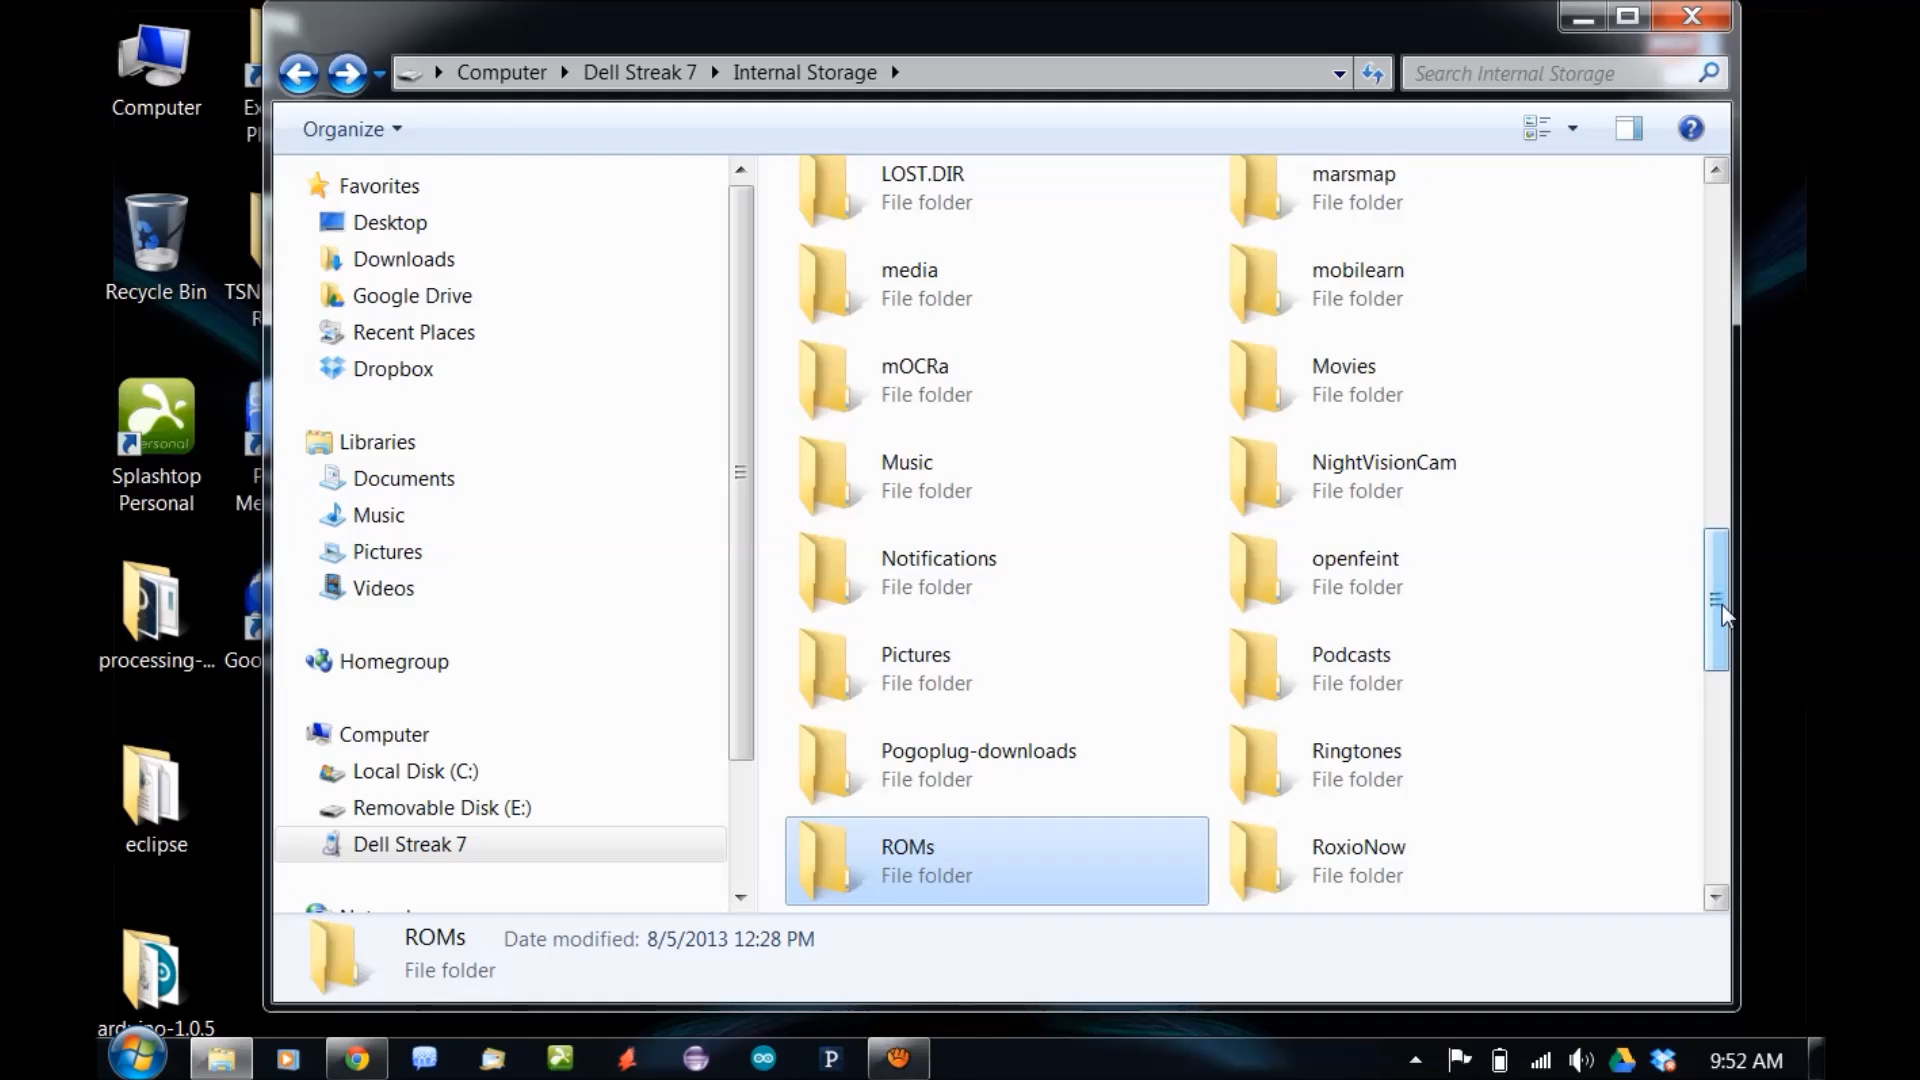 Computer
Recycle Bin
TSN
Splashtop
Personal
processing-...
Goo
eclipse
arduino-1.0.5
Computer
Dell Streak 7
Internal Storage
Search Internal Storage
Organize
Favorites
Desktop
Downloads
Google Drive
Recent Places
Dropbox
Libraries
Documents
Music
Pictures
Videos
Homegroup
Computer
Local Disk (C:)
Removable Disk (E:)
Dell Streak 7
LOST.DIR
File folder
marsmap
File folder
media
File folder
mobilearn
File folder
mOCRa
File folder
Movies
File folder
Music
File folder
NightVisionCam
File folder
Notifications
File folder
openfeint
File folder
Pictures
File folder
Podcasts
File folder
Pogoplug-downloads
File folder
Ringtones
File folder
ROMs
File folder
RoxioNow
File folder
ROMs Date modified: 8/5/2013 12:28 PM
File folder
9:52 AM